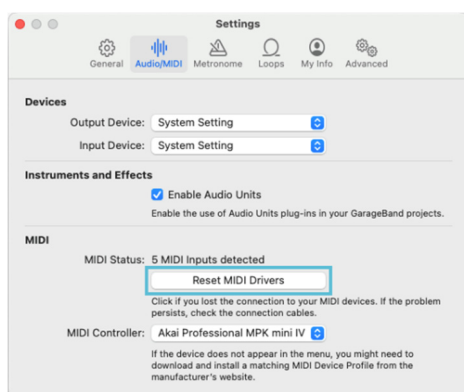 Settings
General Audio/MIDI Metronome Loops My Info Advanced
Devices
Output Device: System Setting
Input Device: System Setting
Instruments and Effects
Enable Audio Units
Enable the use of Audio Units plug-ins in your GarageBand projects.
MIDI
MIDI Status: 5 MIDI Inputs detected
Reset MIDI Drivers
Click if you lost the connection to your MIDI devices. If the problem
persists, check the connection cables.
MIDI Controller: Akai Professional MPK mini IV
If the device does not appear in the menu, you might need to
download and install a matching MIDI Device Profile from the
manufacturer's website.